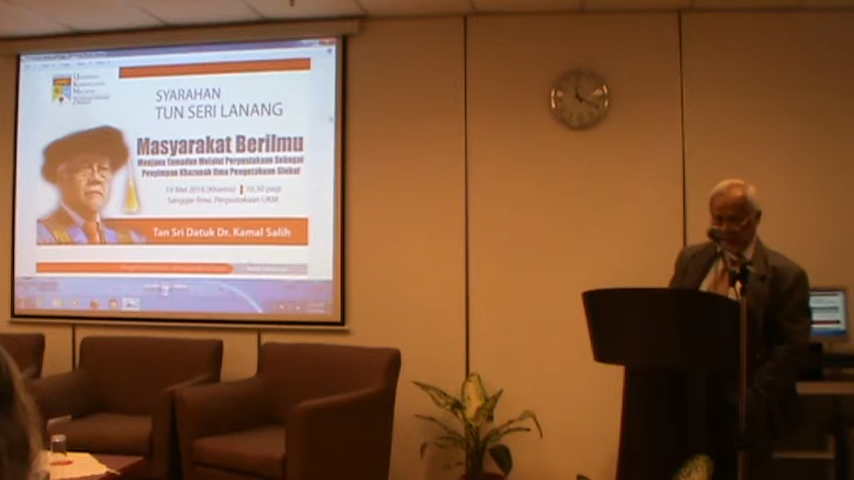 SYARAHAN
TUN SERI LANANG
Masyarakat Berilmu
Menjana Tamadun Melalui Perpustakaan Sebagai
Penyimpan Khazanah Ilmu Pengetahuan Global
19 Mei 2016 (Khamis) 10.30 pagi
Sanggar Ilmu, Perpustakaan UKM
Tan Sri Datuk Dr. Kamal Salih